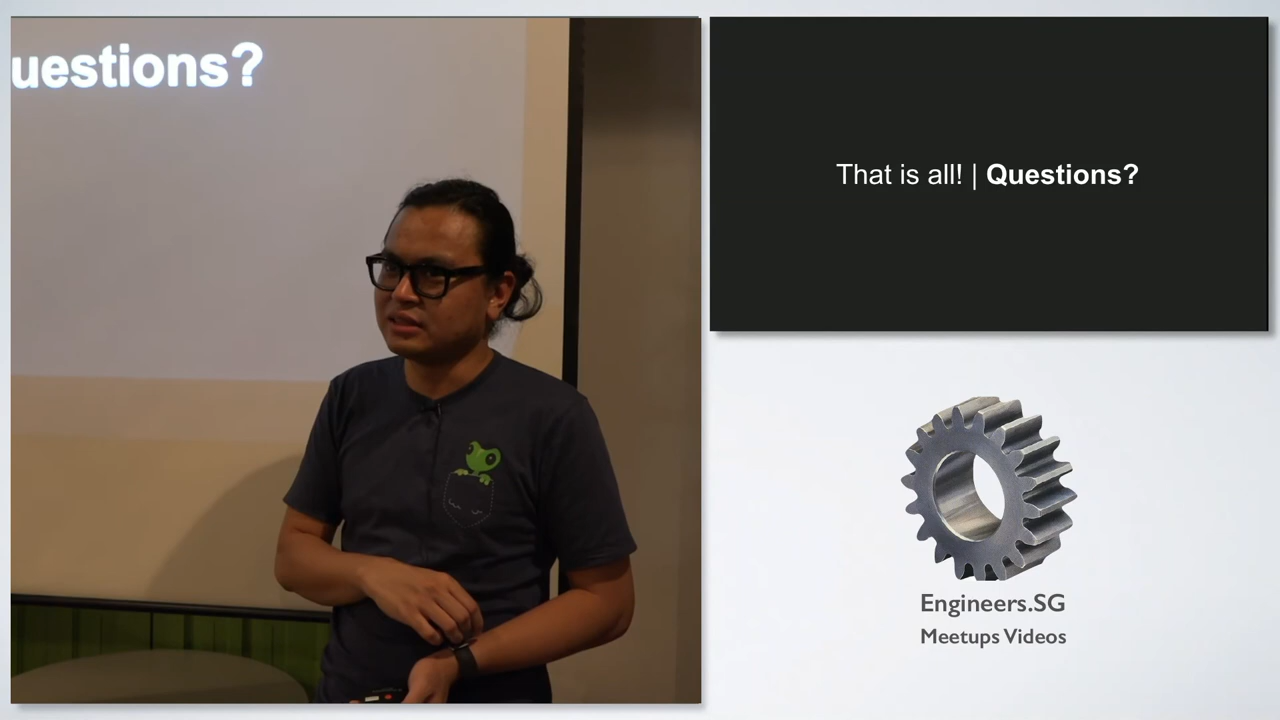 uestions?
That is all! | Questions?
Engineers.SG
Meetups Videos